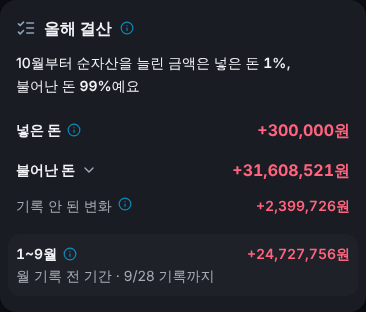 올해 결산
10월부터 순자산을 늘린 금액은 넣은 돈 1%,
불어난 돈 99%예요
넣은 돈 +300,000원
불어난 돈 +31,608,521원
기록 안 된 변화 +2,399,726원
1~9월 +24,727,756원
월 기록 전 기간 · 9/28 기록까지